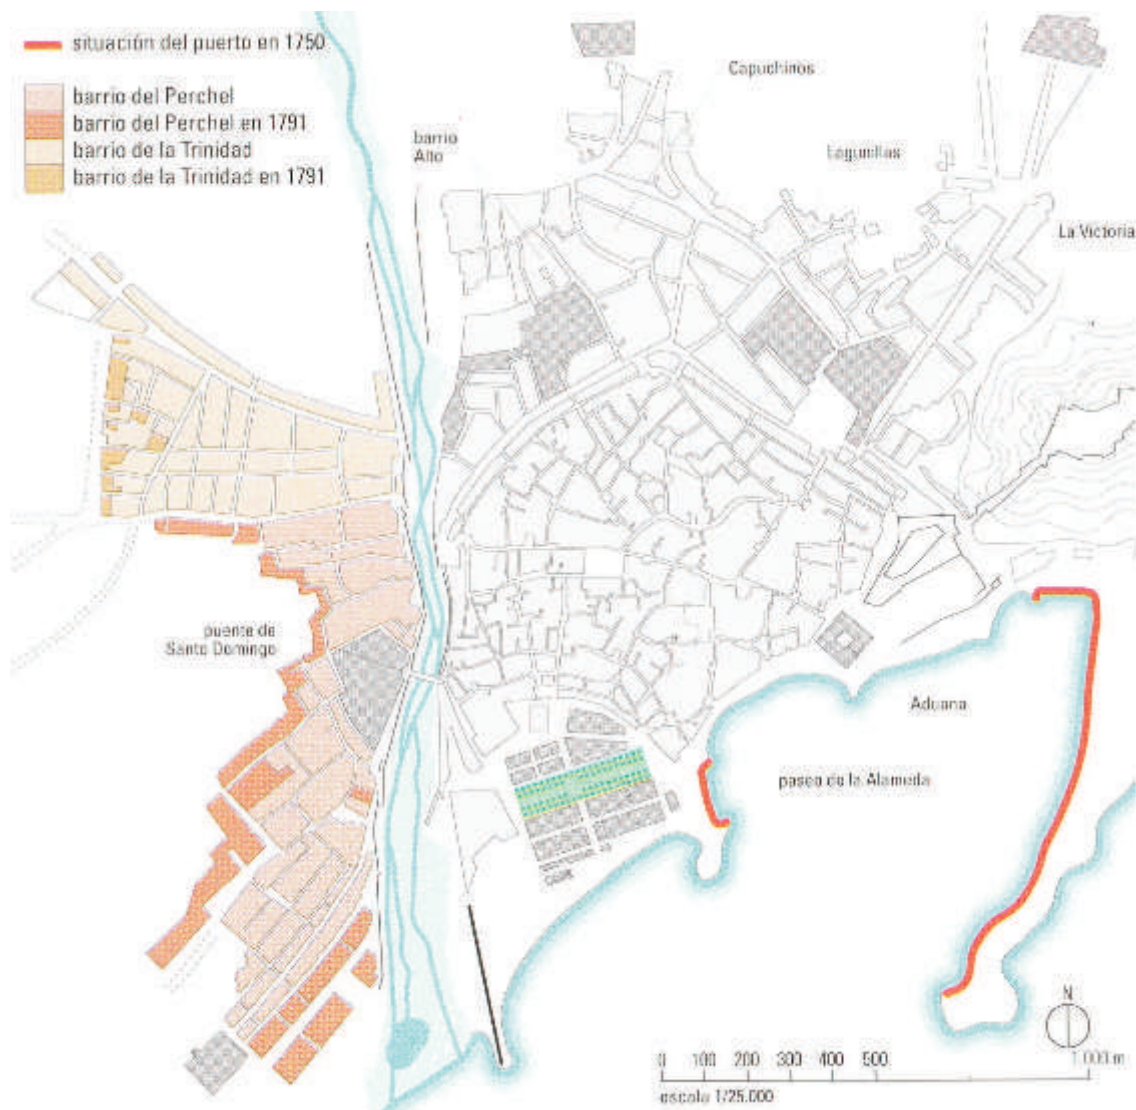 situación del puerto en 1750
barrio del Perchel
barrio del Perchel en 1791
barrio de la Trinidad
barrio de la Trinidad en 1791
Capuchinos
barrio
Alto
Lagunillas
La Victoria
puente de
Santo Domingo
Aduana
paseo de la Alameda
N
0 100 200 300 400 500 1.000 m
escala 1/25.000